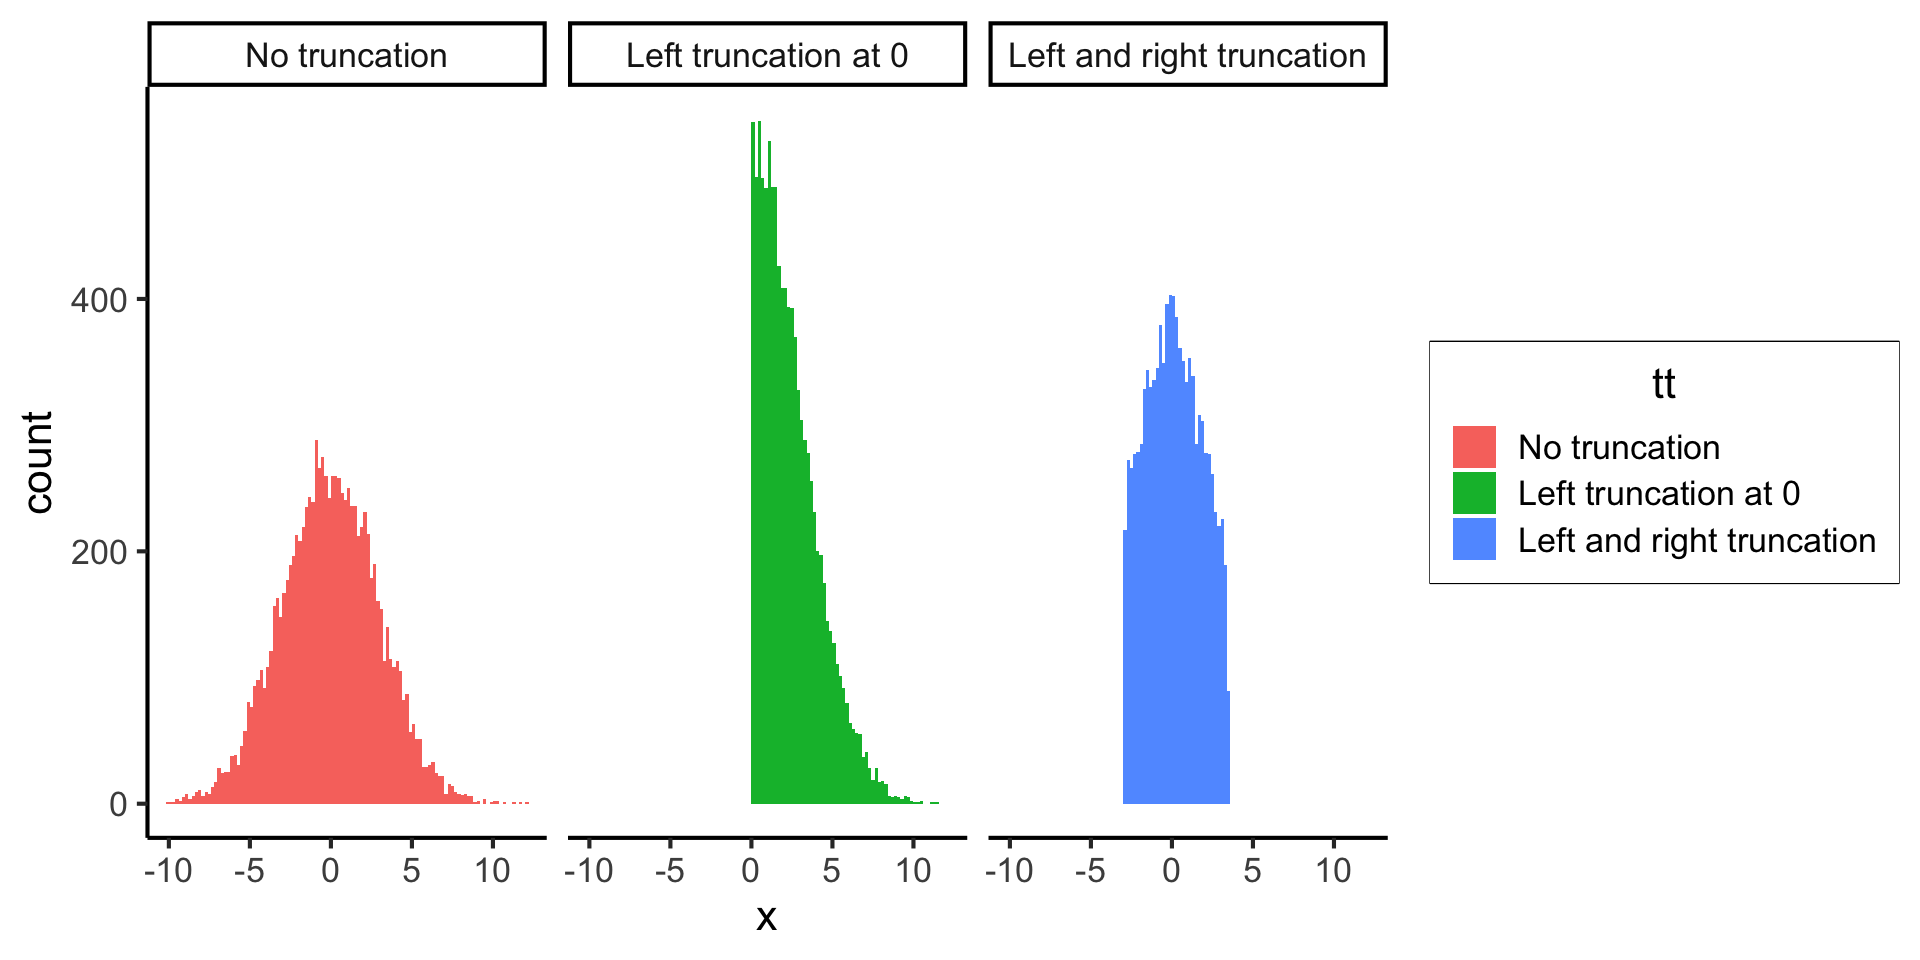 No truncation
Left truncation at 0
Left and right truncation
count
400
200
0
-10 -5 0 5 10
-10 -5 0 5 10
-10 -5 0 5 10
x
tt
No truncation
Left truncation at 0
Left and right truncation